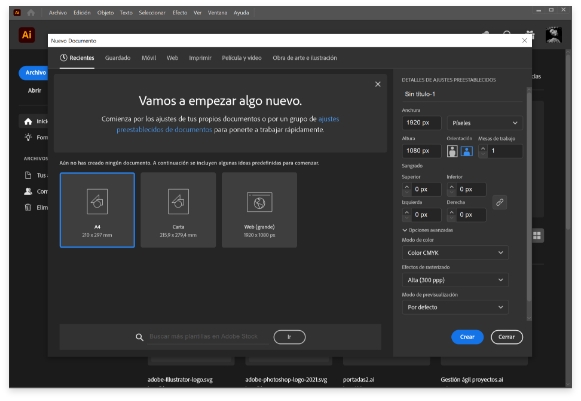 Ai
Archivo Edición Objeto Texto Seleccionar Efecto Ver Ventana Ayuda
Ai
Nuevo Documento
Recientes Guardado Móvil Web Imprimir Película y vídeo Obra de arte e ilustración
Archivo
Abrir
Inici
ARCHIVOS
Tus a
Com
Elim
das
Vamos a empezar algo nuevo.
Comienza por los ajustes de tus propios documentos o por un grupo de ajustes
preestablecidos de documentos para ponerte a trabajar rápidamente.
Aún no has creado ningún documento. A continuación se incluyen algunas ideas predefinidas para comenzar.
A4
210 x 297 mm
Carta
215,9 x 279,4 mm
Web (grande)
1920 x 1080 px
Buscar más plantillas en Adobe Stock
Ir
DETALLES DE AJUSTES PREESTABLECIDOS
Sin título-1
Anchura
1920 px Píxeles
Altura Orientación Mesas de trabajo
1080 px 1
Sangrado
Superior Inferior
0 px 0 px
Izquierda Derecha
0 px 0 px
Opciones avanzadas
Modo de color
Color CMYK
Efectos de rasterizado
Alta (300 ppp)
Modo de previsualización
Por defecto
Crear Cerrar
adobe-illustrator-logo.svg adobe-photoshop-logo-2021.svg portadas2.ai Gestión ágil proyectos.ai